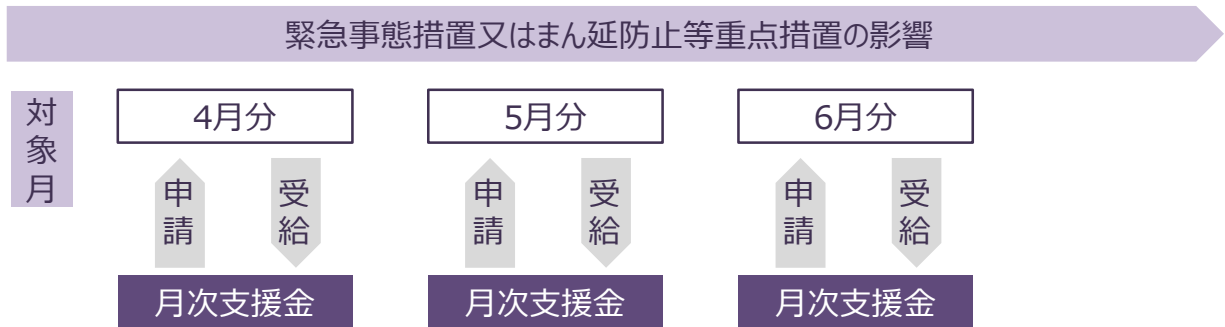 緊急事態措置又はまん延防止等重点措置の影響
対象月
4月分
5月分
6月分
申請
受給
申請
受給
申請
受給
月次支援金
月次支援金
月次支援金